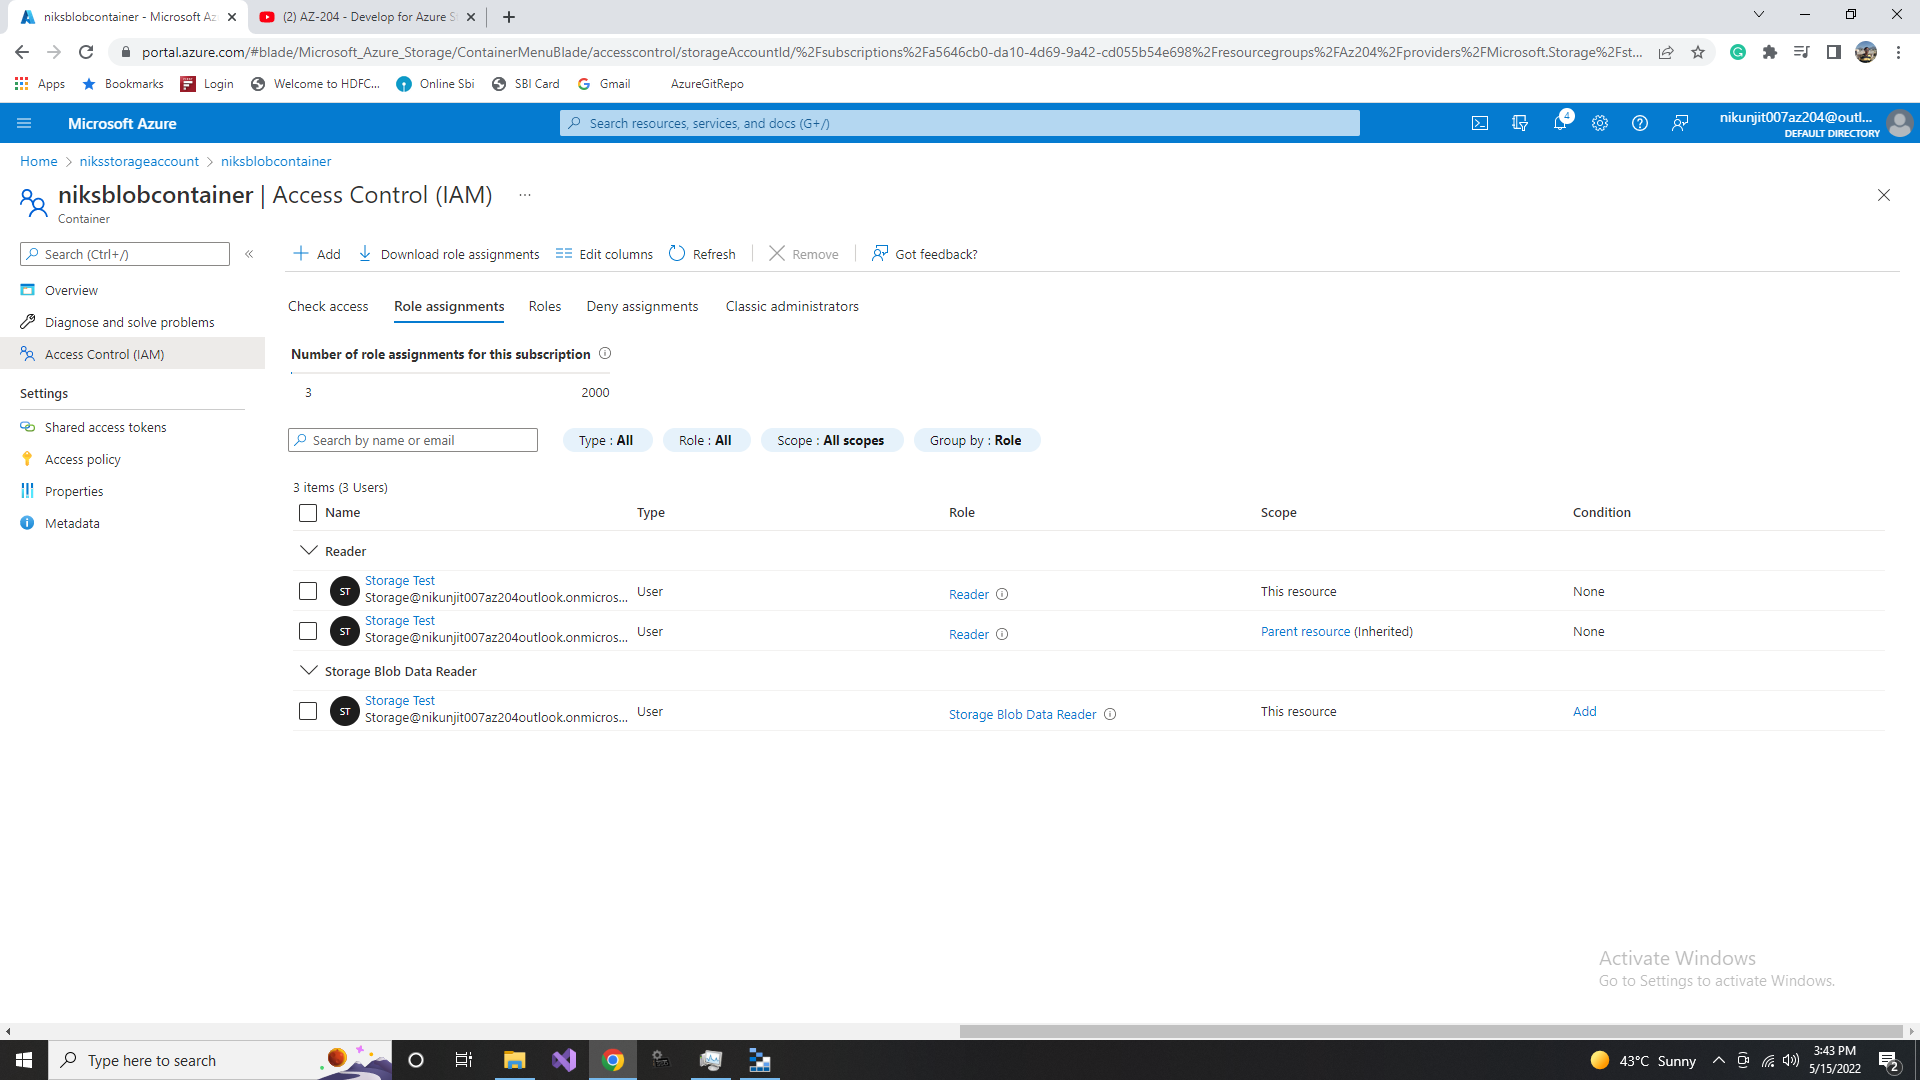 niksblobcontainer - Microsoft Az
(2) AZ-204 - Develop for Azure S
portal.azure.com/#blade/Microsoft_Azure_Storage/ContainerMenuBlade/accesscontrol/storageAccountId/%2Fsubscriptions%2Fa5646cb0-da10-4d69-9a42-cd055b54e698%2Fresourcegroups%2FAz204%2Fproviders%2FMicrosoft.Storage%2Fst...
Apps Bookmarks Login Welcome to HDFC... Online Sbi SBI Card Gmail AzureGitRepo
Microsoft Azure
Search resources, services, and docs (G+/)
4
nikunjit007az204@outl...
DEFAULT DIRECTORY
Home > niksstorageaccount > niksblobcontainer
niksblobcontainer | Access Control (IAM) ...
Container
Search (Ctrl+/)
Overview
Diagnose and solve problems
Access Control (IAM)
Settings
Shared access tokens
Access policy
Properties
Metadata
Add Download role assignments Edit columns Refresh Remove Got feedback?
Check access Role assignments Roles Deny assignments Classic administrators
Number of role assignments for this subscription
3 2000
Search by name or email
Type : All Role : All Scope : All scopes Group by : Role
3 items (3 Users)
Name Type Role Scope Condition
Reader
ST Storage Test
Storage@nikunjit007az204outlook.onmicros... User Reader This resource None
ST Storage Test
Storage@nikunjit007az204outlook.onmicros... User Reader Parent resource (Inherited) None
Storage Blob Data Reader
ST Storage Test
Storage@nikunjit007az204outlook.onmicros... User Storage Blob Data Reader This resource Add
Activate Windows
Go to Settings to activate Windows.
Type here to search
43°C Sunny
3:43 PM
5/15/2022
2